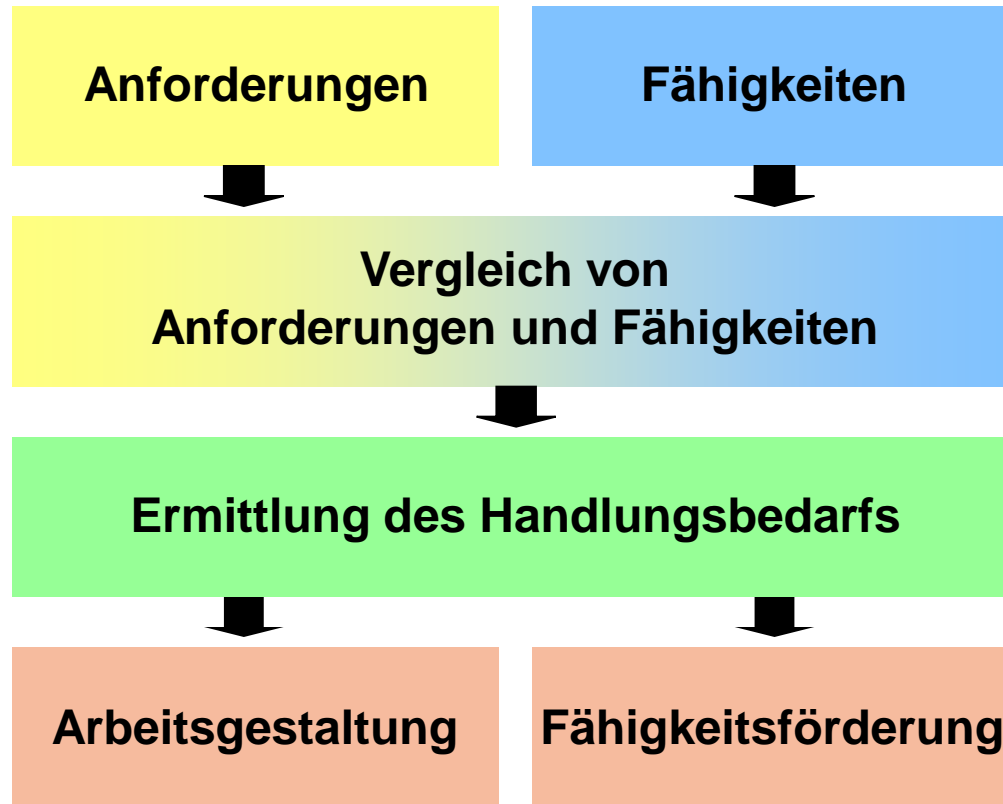 Anforderungen
Fähigkeiten
Vergleich von
Anforderungen und Fähigkeiten
Ermittlung des Handlungsbedarfs
Arbeitsgestaltung
Fähigkeitsförderung